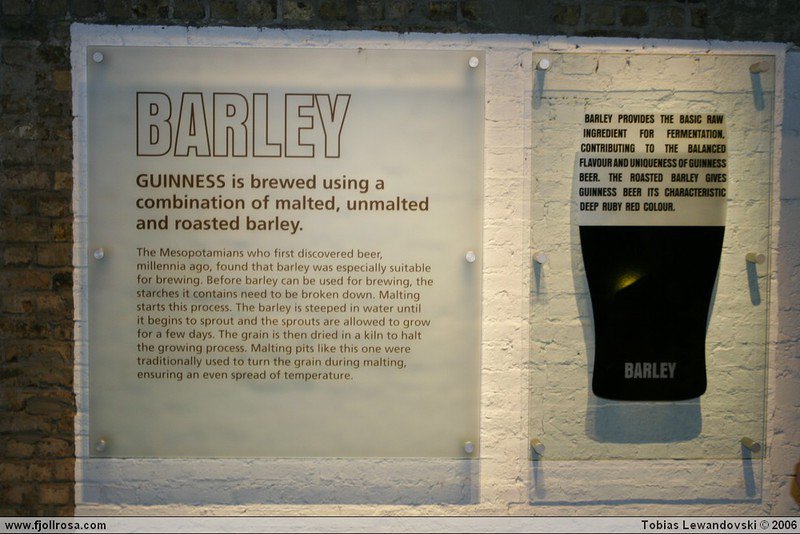 BARLEY
GUINNESS is brewed using a
combination of malted, unmalted
and roasted barley.
The Mesopotamians who first discovered beer,
millennia ago, found that barley was especially suitable
for brewing. Before barley can be used for brewing, the
starches it contains need to be broken down. Malting
starts this process. The barley is steeped in water until
it begins to sprout and the sprouts are allowed to grow
for a few days. The grain is then dried in a kiln to halt
the growing process. Malting pits like this one were
traditionally used to turn the grain during malting,
ensuring an even spread of temperature.
BARLEY PROVIDES THE BASIC RAW
INGREDIENT FOR FERMENTATION,
CONTRIBUTING TO THE BALANCED
FLAVOUR AND UNIQUENESS OF GUINNESS
BEER. THE ROASTED BARLEY GIVES
GUINNESS BEER ITS CHARACTERISTIC
DEEP RUBY RED COLOUR.
BARLEY
www.fjollrosa.com
Tobias Lewandovski © 2006